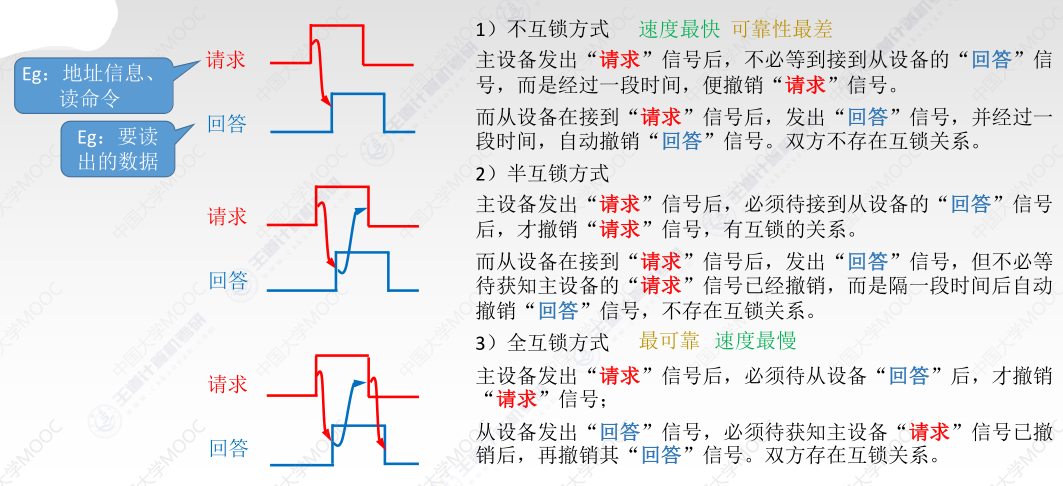 1）不互锁方式 速度最快 可靠性最差
主设备发出“请求”信号后，不必等到接到从设备的“回答”信
号，而是经过一段时间，便撤销“请求”信号。
而从设备在接到“请求”信号后，发出“回答”信号，并经过一
段时间，自动撤销“回答”信号。双方不存在互锁关系。
请求
Eg：地址信息、
读命令
回答
Eg：要读
出的数据
2）半互锁方式
主设备发出“请求”信号后，必须待接到从设备的“回答”信号
后，才撤销“请求”信号，有互锁的关系。
而从设备在接到“请求”信号后，发出“回答”信号，但不必等
待获知主设备的“请求”信号已经撤销，而是隔一段时间后自动
撤销“回答”信号，不存在互锁关系。
请求
回答
3）全互锁方式 最可靠 速度最慢
主设备发出“请求”信号后，必须待从设备“回答”后，才撤销
“请求”信号；
从设备发出“回答”信号，必须待获知主设备“请求”信号已撤
销后，再撤销其“回答”信号。双方存在互锁关系。
请求
回答
中国大学MOOC
王道计算机考研